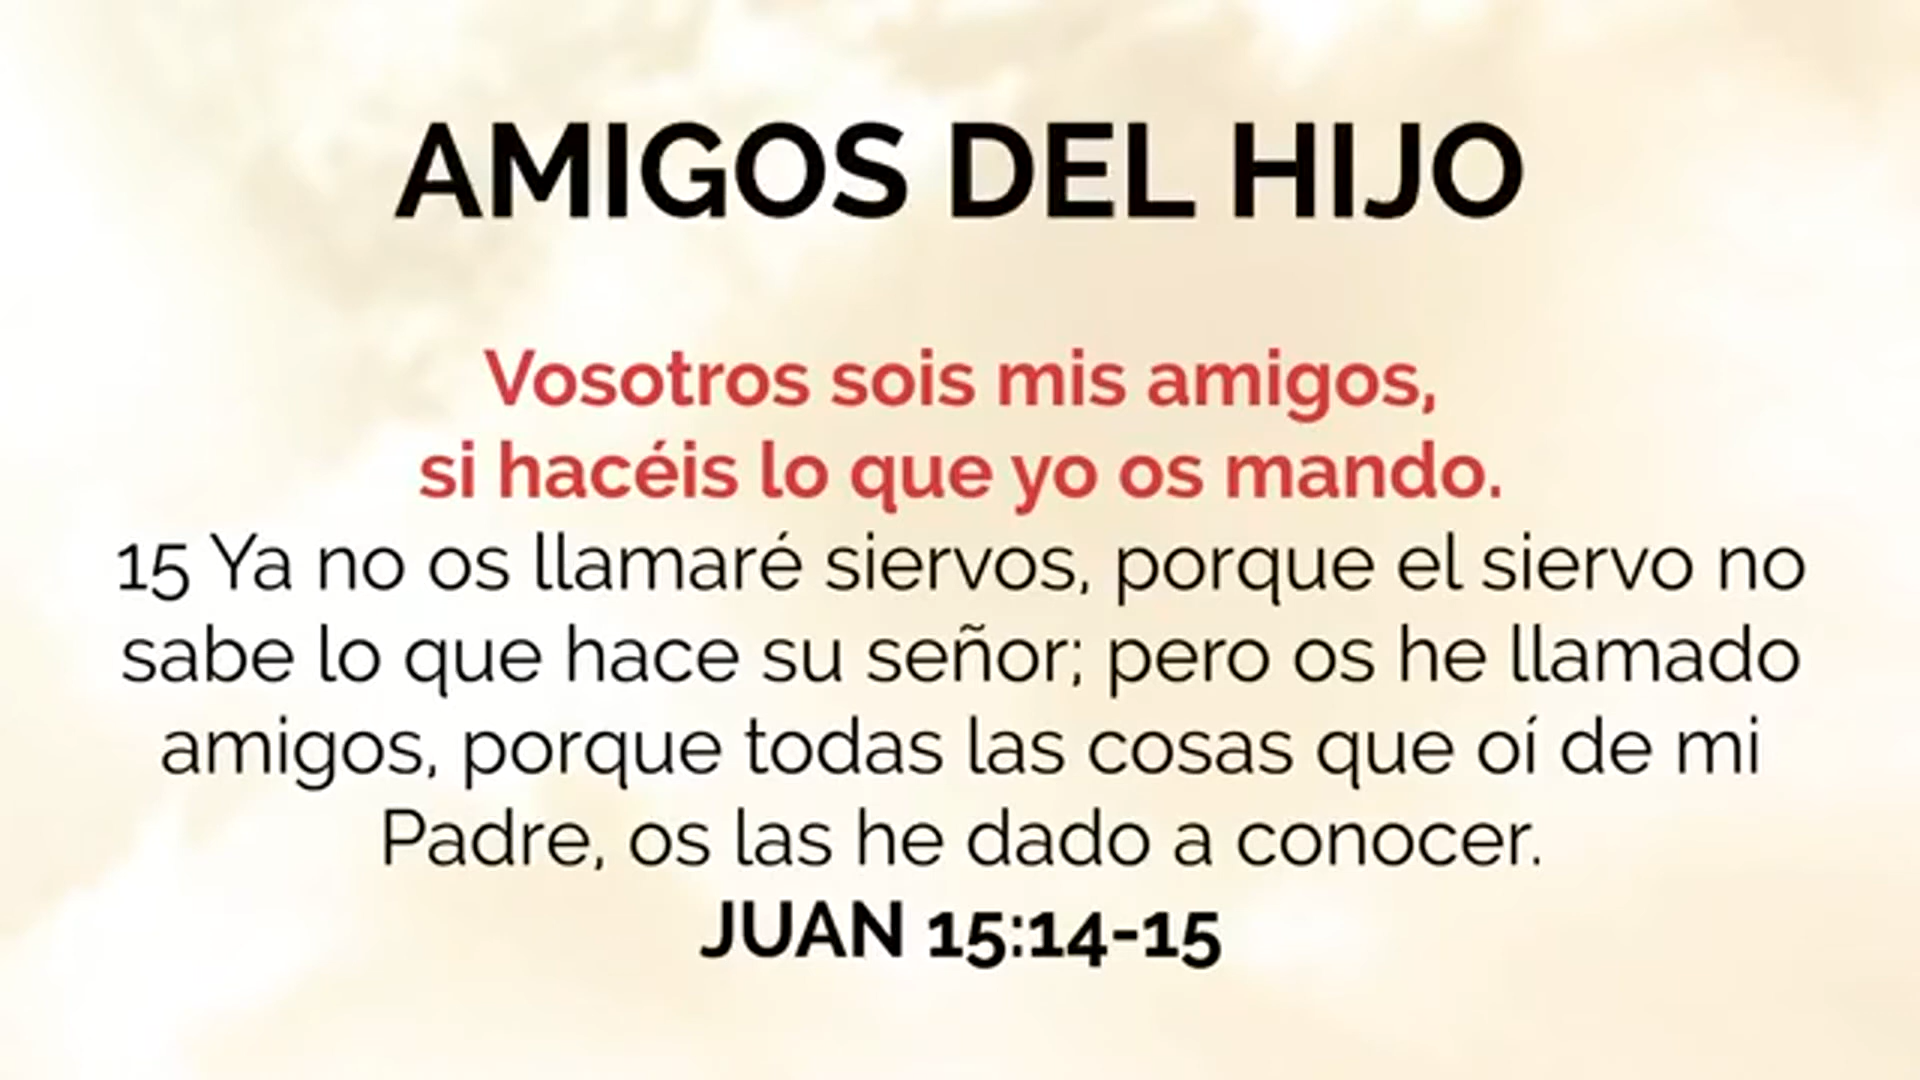 AMIGOS DEL HIJO
Vosotros sois mis amigos,
si hacéis lo que yo os mando.
15 Ya no os llamaré siervos, porque el siervo no
sabe lo que hace su señor; pero os he llamado
amigos, porque todas las cosas que oí de mi
Padre, os las he dado a conocer.
JUAN 15:14-15